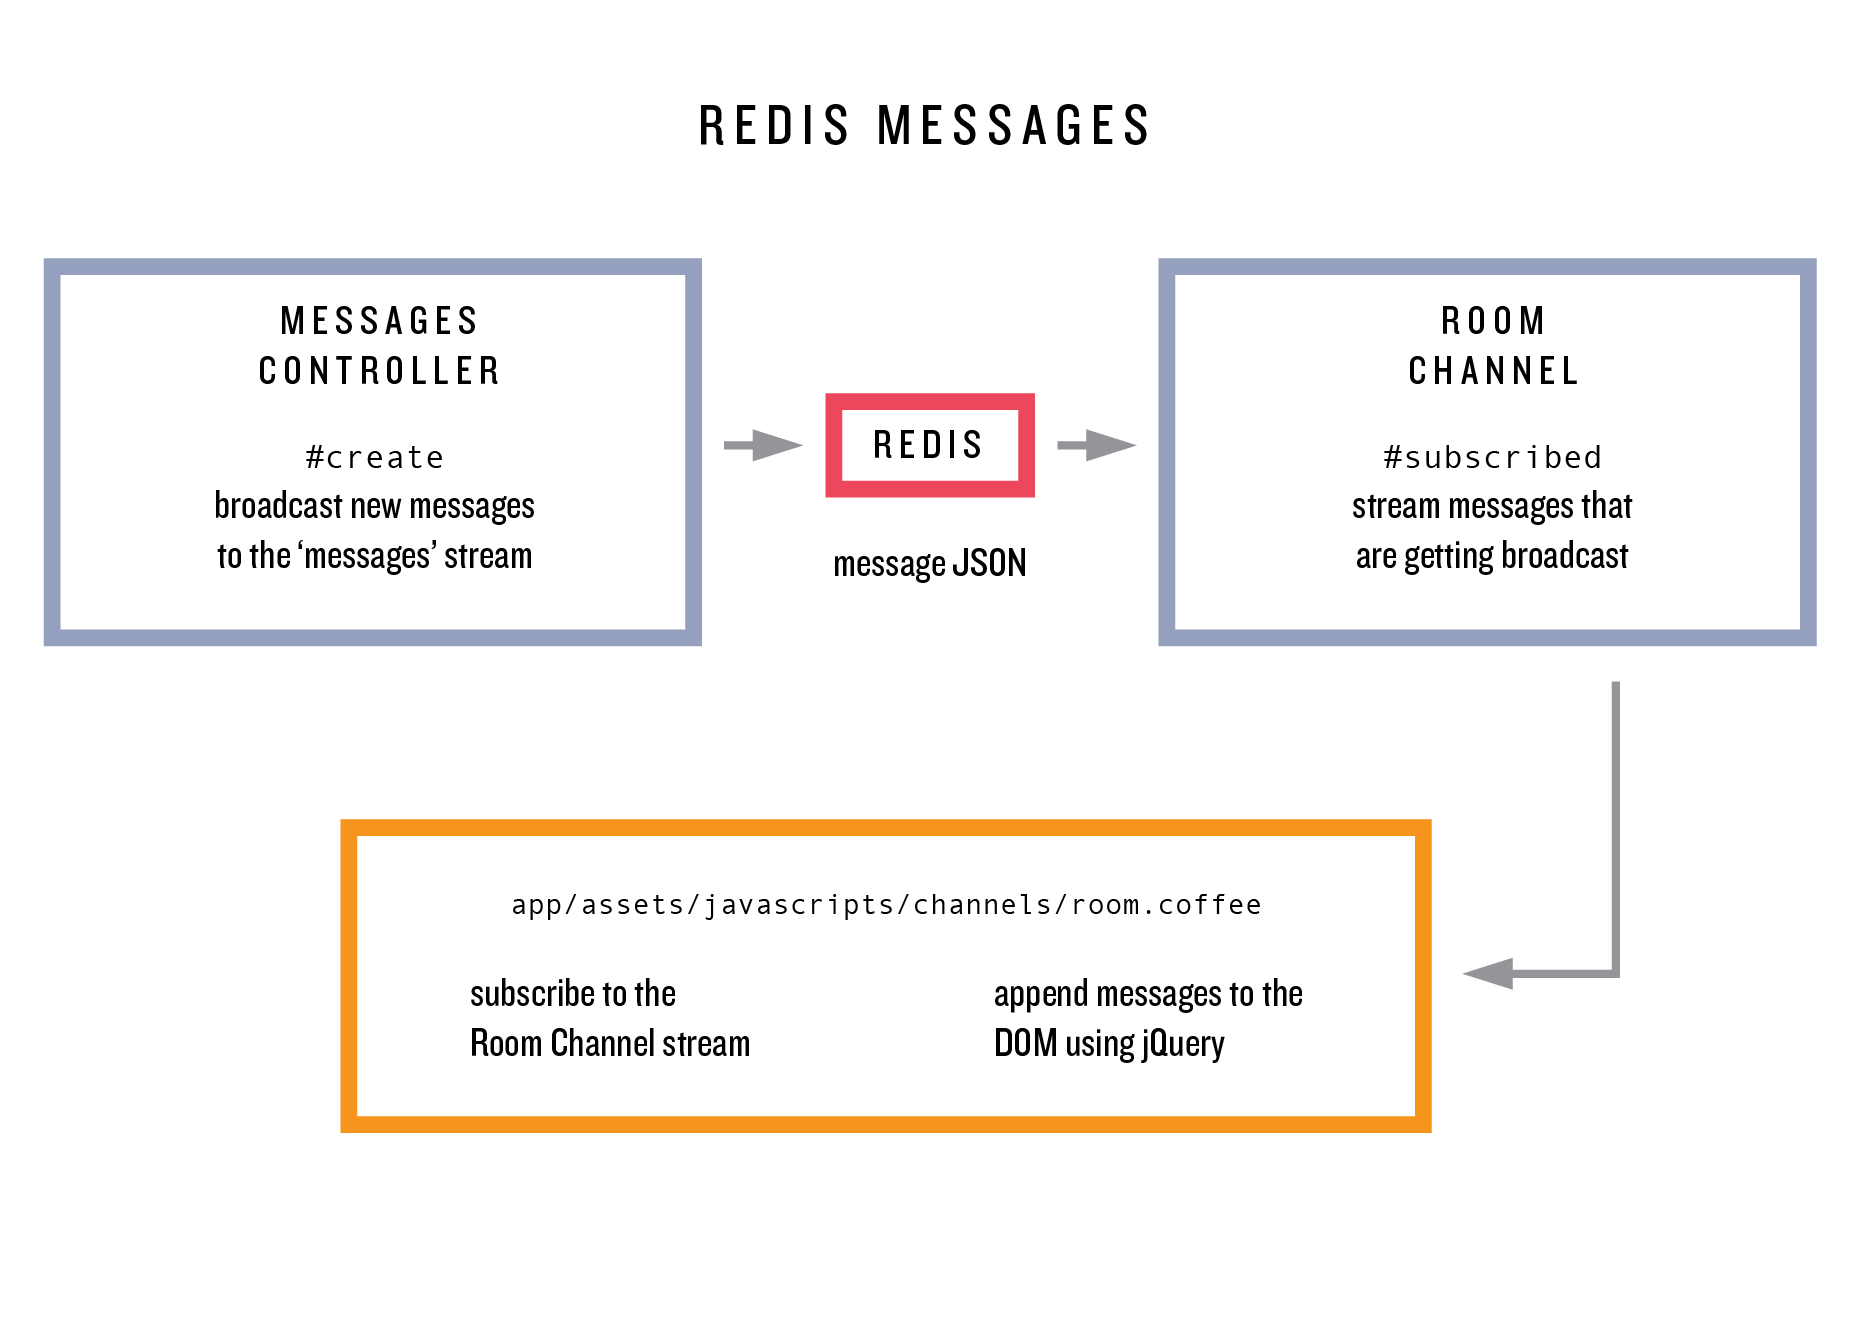 REDIS MESSAGES
MESSAGES
CONTROLLER
#create
broadcast new messages
to the ‘messages’ stream
REDIS
message JSON
ROOM
CHANNEL
#subscribed
stream messages that
are getting broadcast
app/assets/javascripts/channels/room.coffee
subscribe to the
Room Channel stream
append messages to the
DOM using jQuery